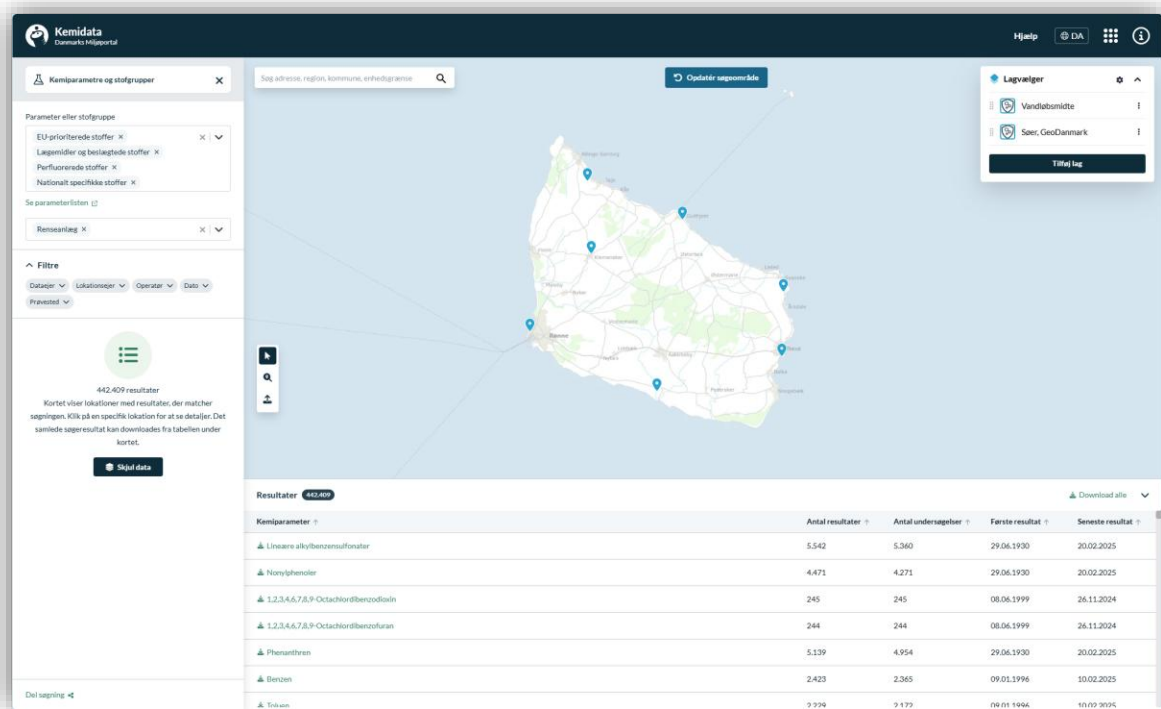 Kemidata
Danmarks Miljøportal
Hjælp
DA
Kemiparametre og stofgrupper
Parameter eller stofgruppe
EU-prioriterede stoffer ×
Lægemidler og beslægtede stoffer ×
Perfluorerede stoffer ×
Nationalt specifikke stoffer ×
Se parameterlisten
Renseanlæg ×
Filtre
Dataejer
Lokationsejer
Operatør
Dato
Prøvested
442.409 resultater
Kortet viser lokationer med resultater, der matcher
søgningen. Klik på en specifik lokation for at se detaljer. Det
samlede søgeresultat kan downloades fra tabellen under
kortet.
Skjul data
Del søgning
Søg adresse, region, kommune, enhedsgrænse
Opdatér søgeområde
Lagvælger
Vandløbsmidte
Søer, GeoDanmark
Tilføj lag
Rønne
Resultater 442.409
Download alle
Kemiparameter Antal resultater Antal undersøgelser Første resultat Seneste resultat
Lineære alkylbenzensulfonater 5.542 5.360 29.06.1930 20.02.2025
Nonylphenoler 4.471 4.271 29.06.1930 20.02.2025
1,2,3,4,6,7,8,9-Octachlordibenzodioxin 245 245 08.06.1999 26.11.2024
1,2,3,4,6,7,8,9-Octachlordibenzofuran 244 244 08.06.1999 26.11.2024
Phenanthren 5.139 4.954 29.06.1930 20.02.2025
Benzen 2.423 2.365 09.01.1996 10.02.2025
Toluen 2.229 2.172 09.01.1996 10.02.2025